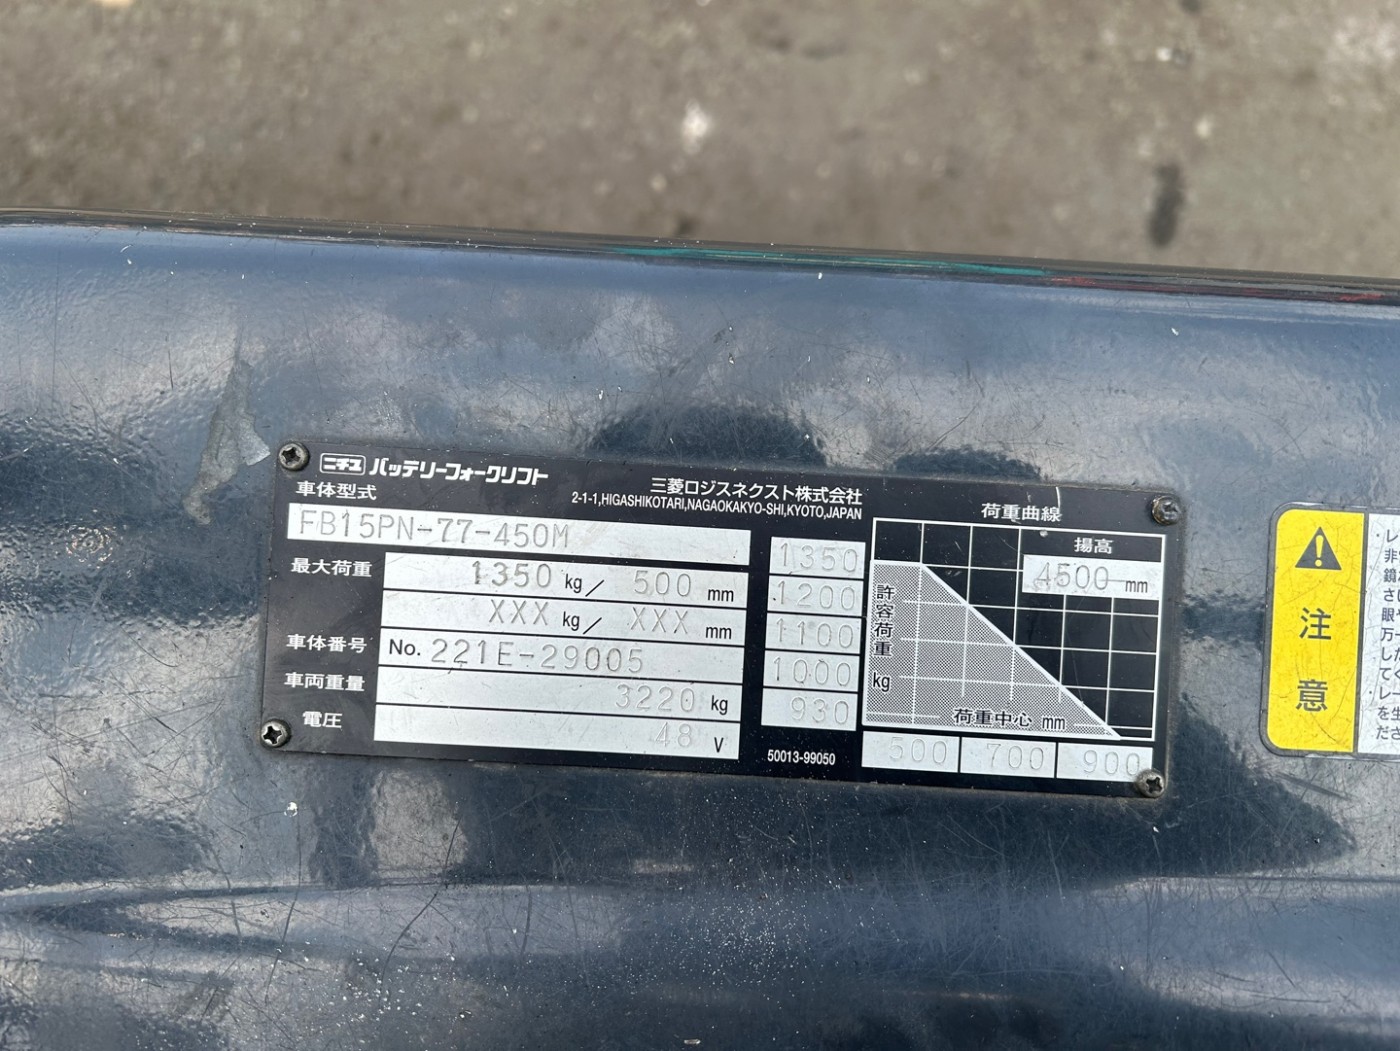 ニチユ バッテリーフォークリフト
三菱ロジスネクスト株式会社
2-1-1,HIGASHIKOTARI,NAGAOKAKYO-SHI,KYOTO,JAPAN
車体型式
FB15PN-77-450M
最大荷重
1350 kg／ 500 mm
XXX kg／ XXX mm
車体番号
No. 221E-29005
車両重量
3220 kg
電圧
48 V
1350
1200
1100
1000
930
50013-99050
荷重曲線
揚高
4500 mm
許容荷重
kg
荷重中心 mm
500 700 900
注意